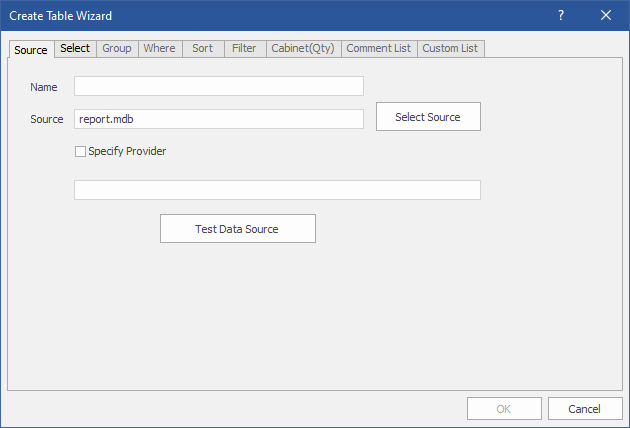 Create Table Wizard ?
Source Select Group Where Sort Filter Cabinet(Qty) Comment List Custom List
Name
Source report.mdb Select Source
Specify Provider
Test Data Source
OK Cancel